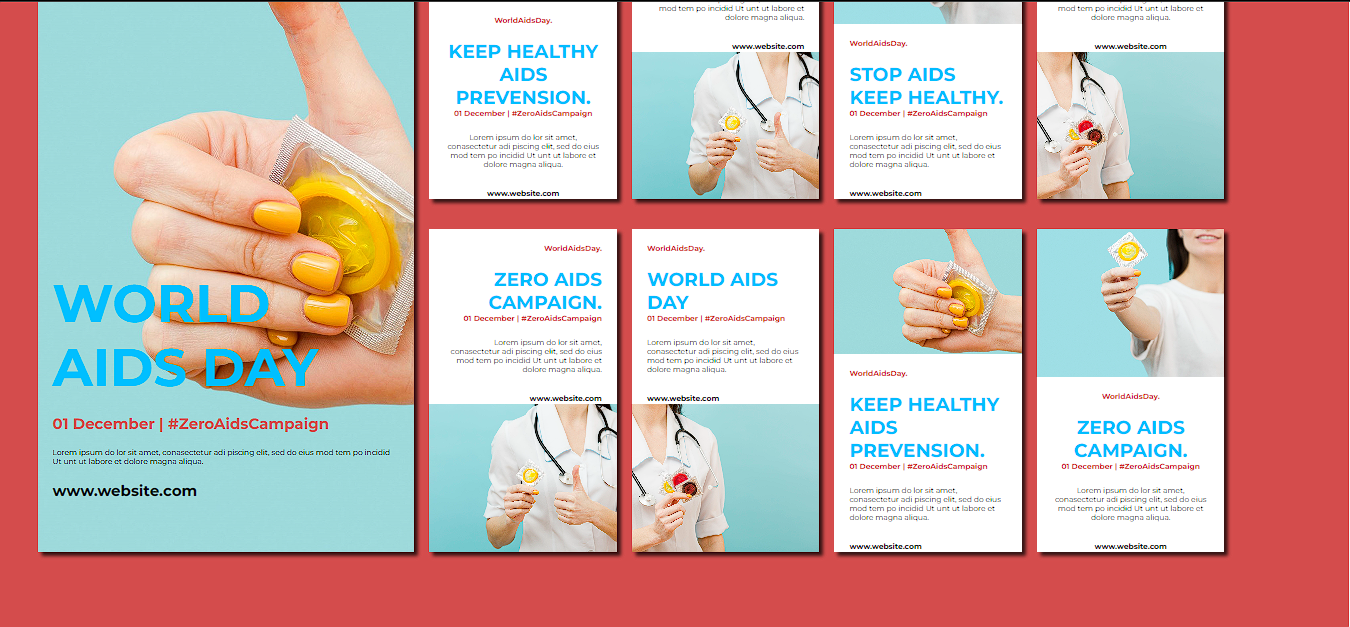 WORLD
AIDS DAY
01 December | #ZeroAidsCampaign
Lorem ipsum do lor sit amet, conasectetur adi piscing elit, sed do eius mod tem po incidid
Ut unt ut labore et dolore magna aliqua.
www.website.com
WorldAidsDay.
KEEP HEALTHY
AIDS
PREVENSION.
01 December | #ZeroAidsCampaign
Lorem ipsum do lor sit amet,
conasectetur adi piscing elit, sed do eius
mod tem po incidid Ut unt ut labore et
dolore magna aliqua.
www.website.com
mod tem po incidid Ut unt ut labore et
dolore magna aliqua.
www.website.com
WorldAidsDay.
STOP AIDS
KEEP HEALTHY.
01 December | #ZeroAidsCampaign
Lorem ipsum do lor sit amet,
conasectetur adi piscing elit, sed do eius
mod tem po incidid Ut unt ut labore et
dolore magna aliqua.
www.website.com
mod tem po incidid Ut unt ut labore et
dolore magna aliqua.
www.website.com
WorldAidsDay.
ZERO AIDS
CAMPAIGN.
01 December | #ZeroAidsCampaign
Lorem ipsum do lor sit amet,
consectetur adi piscing elit, sed do eius
mod tem po incidid Ut unt ut labore et
dolore magna aliqua.
www.website.com
WorldAidsDay.
WORLD AIDS
DAY
01 December | #ZeroAidsCampaign
Lorem ipsum do lor sit amet,
conasectetur adi piscing elit, sed do eius
mod tem po incidid Ut unt ut labore et
dolore magna aliqua.
www.website.com
WorldAidsDay.
KEEP HEALTHY
AIDS
PREVENSION.
01 December | #ZeroAidsCampaign
Lorem ipsum do lor sit amet,
conasectetur adi piscing elit, sed do eius
mod tem po incidid Ut unt ut labore et
dolore magna aliqua.
www.website.com
WorldAidsDay.
ZERO AIDS
CAMPAIGN.
01 December | #ZeroAidsCampaign
Lorem ipsum do lor sit amet,
conasectetur adi piscing elit, sed do eius
mod tem po incidid Ut unt ut labore et
dolore magna aliqua.
www.website.com